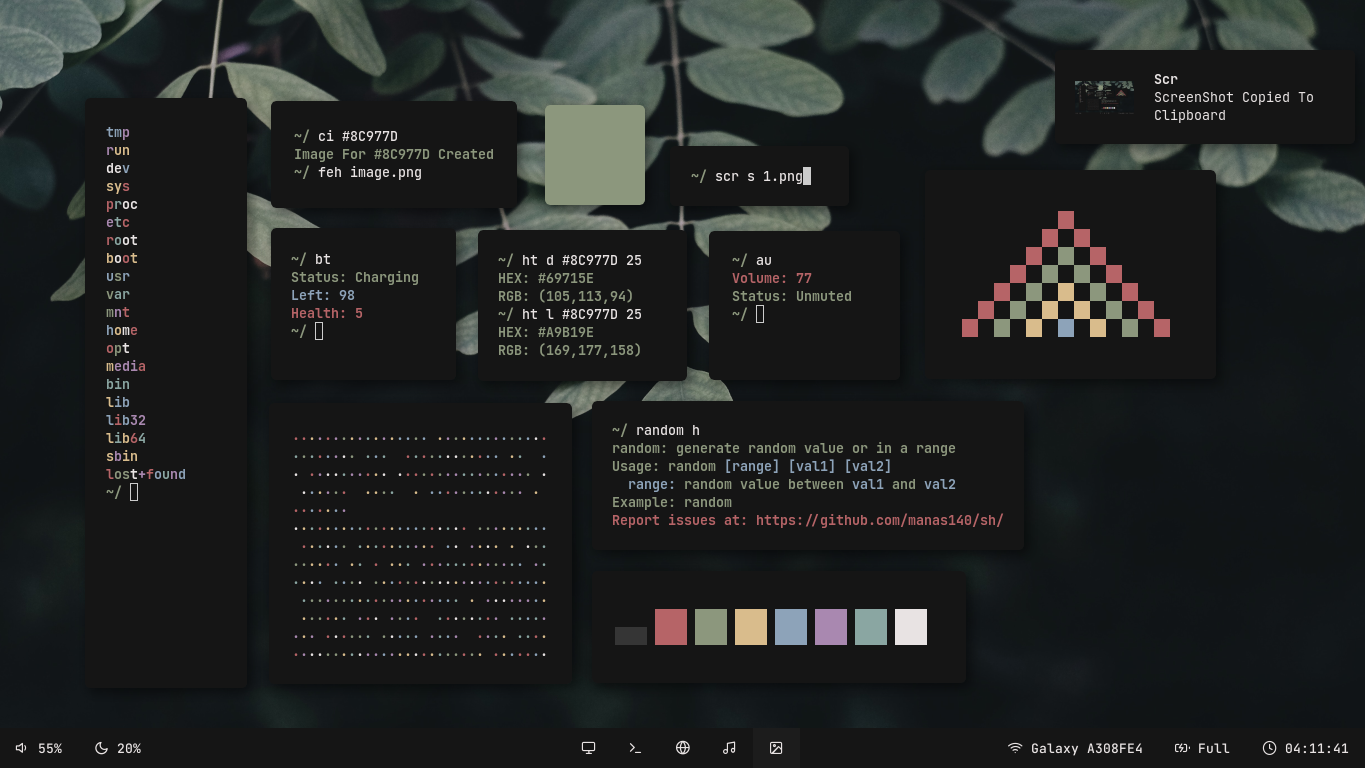 tmp
run
dev
sys
proc
etc
root
boot
usr
var
mnt
home
opt
media
bin
lib
lib32
lib64
sbin
lost+found
~/
~/ ci #8C977D
Image For #8C977D Created
~/ feh image.png
~/ scr s 1.png
Scr
ScreenShot Copied To
Clipboard
~/ bt
Status: Charging
Left: 98
Health: 5
~/
~/ ht d #8C977D 25
HEX: #69715E
RGB: (105,113,94)
~/ ht l #8C977D 25
HEX: #A9B19E
RGB: (169,177,158)
~/ au
Volume: 77
Status: Unmuted
~/
~/ random h
random: generate random value or in a range
Usage: random [range] [val1] [val2]
range: random value between val1 and val2
Example: random
Report issues at: https://github.com/manas140/sh/
55% 20% Galaxy A308FE4 Full 04:11:41